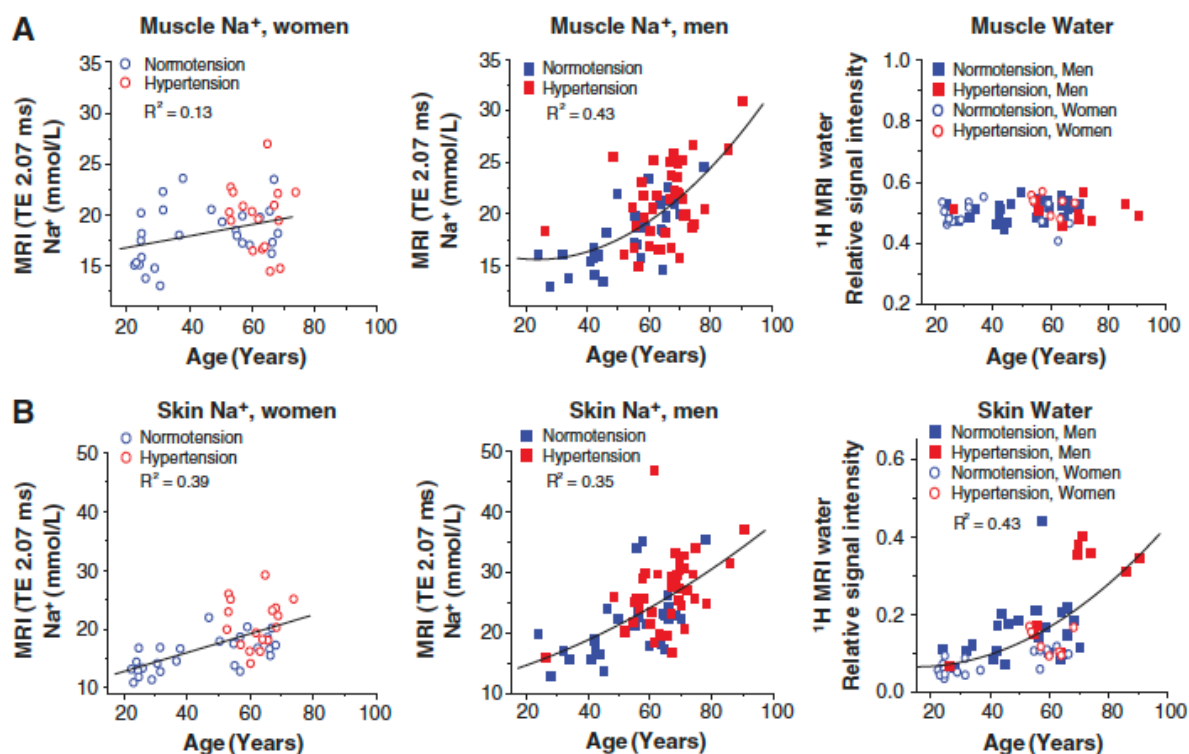 A
Muscle Na⁺, women
MRI (TE 2.07 ms)
Na⁺ (mmol/L)
35
30
25
20
15
Normotension
Hypertension
R² = 0.13
20 40 60 80 100
Age (Years)
Muscle Na⁺, men
MRI (TE 2.07 ms)
Na⁺ (mmol/L)
35
30
25
20
15
Normotension
Hypertension
R² = 0.43
20 40 60 80 100
Age (Years)
Muscle Water
¹H MRI water
Relative signal intensity
1.0
0.8
0.6
0.4
0.2
Normotension, Men
Hypertension, Men
Normotension, Women
Hypertension, Women
20 40 60 80 100
Age (Years)
B
Skin Na⁺, women
MRI (TE 2.07 ms)
Na⁺ (mmol/L)
50
40
30
20
10
Normotension
Hypertension
R² = 0.39
20 40 60 80 100
Age (Years)
Skin Na⁺, men
MRI (TE 2.07 ms)
Na⁺ (mmol/L)
50
40
30
20
10
Normotension
Hypertension
R² = 0.35
20 40 60 80 100
Age (Years)
Skin Water
¹H MRI water
Relative signal intensity
0.6
0.4
0.2
0.0
Normotension, Men
Hypertension, Men
Normotension, Women
Hypertension, Women
R² = 0.43
20 40 60 80 100
Age (Years)